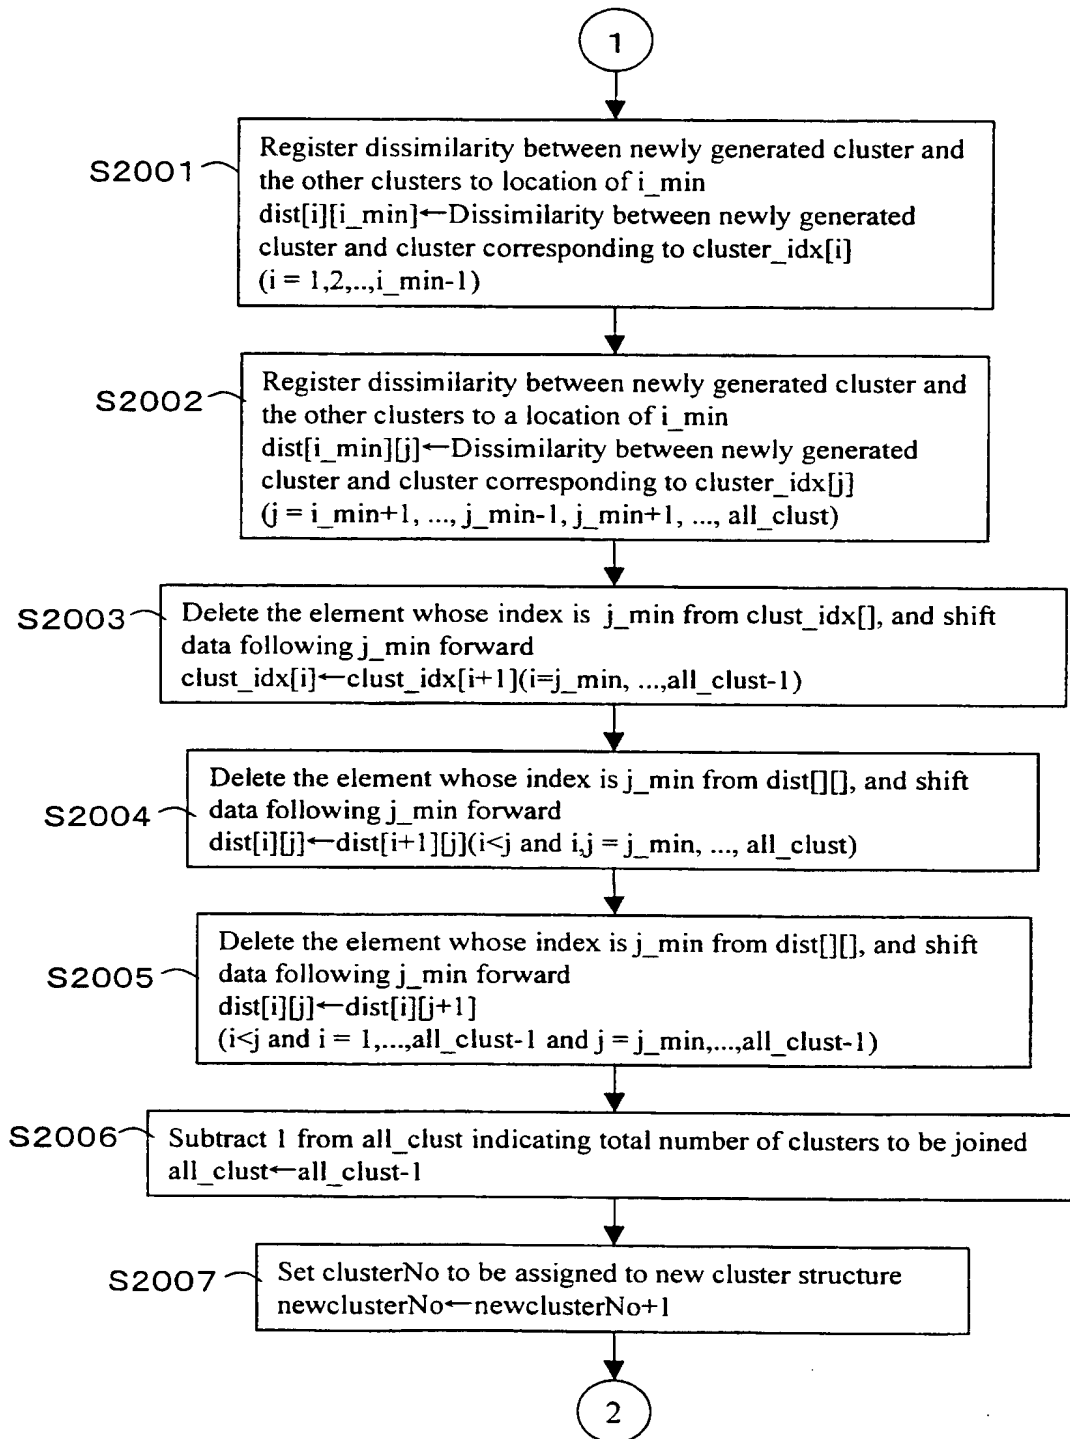 1
S2001
Register dissimilarity between newly generated cluster and
the other clusters to location of i_min
dist[i][i_min]←Dissimilarity between newly generated
cluster and cluster corresponding to cluster_idx[i]
(i = 1,2,..,i_min-1)
S2002
Register dissimilarity between newly generated cluster and
the other clusters to a location of i_min
dist[i_min][j]←Dissimilarity between newly generated
cluster and cluster corresponding to cluster_idx[j]
(j = i_min+1, ..., j_min-1, j_min+1, ..., all_clust)
S2003
Delete the element whose index is j_min from clust_idx[], and shift
data following j_min forward
clust_idx[i]←clust_idx[i+1](i=j_min, ...,all_clust-1)
S2004
Delete the element whose index is j_min from dist[][], and shift
data following j_min forward
dist[i][j]←dist[i+1][j](i<j and i,j = j_min, ..., all_clust)
S2005
Delete the element whose index is j_min from dist[][], and shift
data following j_min forward
dist[i][j]←dist[i][j+1]
(i<j and i = 1,...,all_clust-1 and j = j_min,...,all_clust-1)
S2006
Subtract 1 from all_clust indicating total number of clusters to be joined
all_clust←all_clust-1
S2007
Set clusterNo to be assigned to new cluster structure
newclusterNo←newclusterNo+1
2